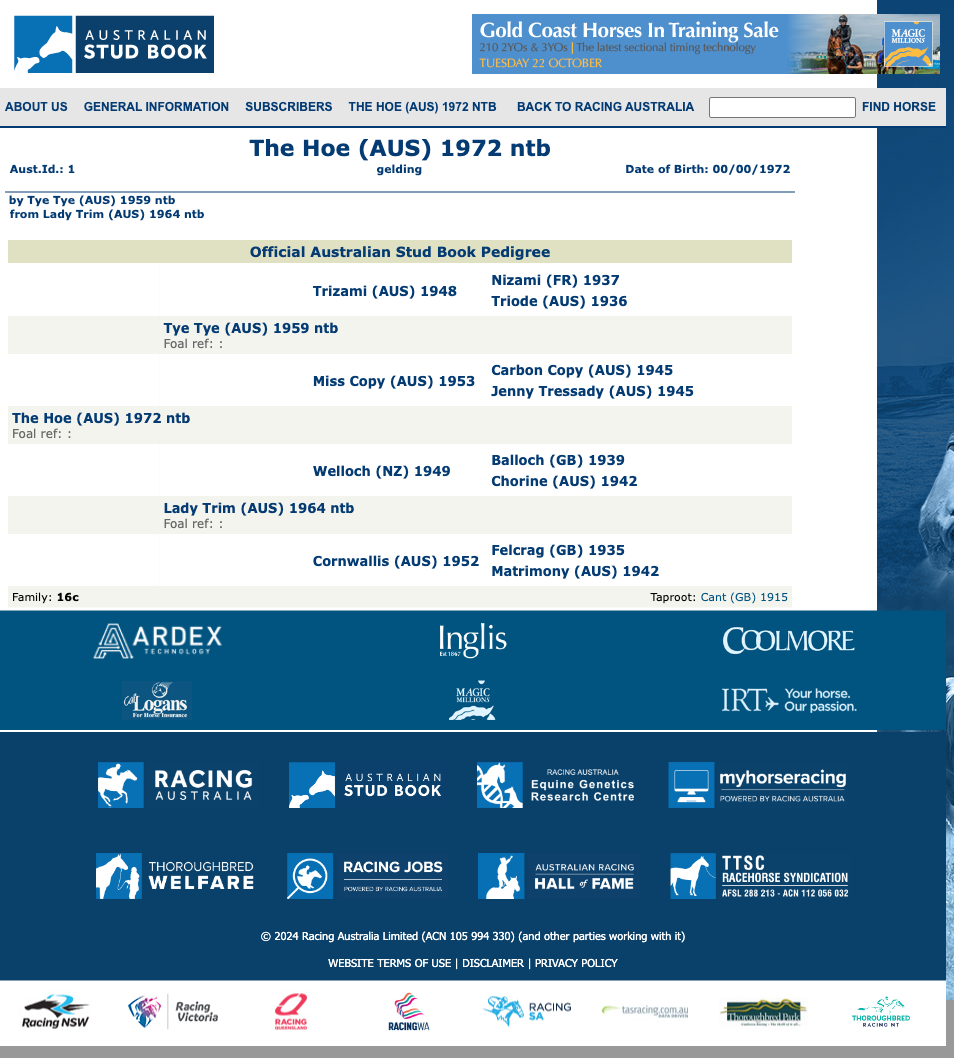 AUSTRALIAN
STUD BOOK
Gold Coast Horses In Training Sale
210 2YOs & 3YOs | The latest sectional timing technology
TUESDAY 22 OCTOBER
MAGIC
MILLIONS
ABOUT US GENERAL INFORMATION SUBSCRIBERS THE HOE (AUS) 1972 NTB BACK TO RACING AUSTRALIA FIND HORSE
The Hoe (AUS) 1972 ntb
Aust.Id.: 1 gelding Date of Birth: 00/00/1972
by Tye Tye (AUS) 1959 ntb
from Lady Trim (AUS) 1964 ntb
Official Australian Stud Book Pedigree
Nizami (FR) 1937
Trizami (AUS) 1948
Triode (AUS) 1936
Tye Tye (AUS) 1959 ntb
Foal ref: :
Carbon Copy (AUS) 1945
Miss Copy (AUS) 1953
Jenny Tressady (AUS) 1945
The Hoe (AUS) 1972 ntb
Foal ref: :
Balloch (GB) 1939
Welloch (NZ) 1949
Chorine (AUS) 1942
Lady Trim (AUS) 1964 ntb
Foal ref: :
Felcrag (GB) 1935
Cornwallis (AUS) 1952
Matrimony (AUS) 1942
Family: 16c Taproot: Cant (GB) 1915
ARDEX
TECHNOLOGY
Inglis
Est 1867
COOLMORE
Logans
For Horse Insurance
MAGIC
MILLIONS
IRT Your horse.
Our passion.
RACING
AUSTRALIA
AUSTRALIAN
STUD BOOK
RACING AUSTRALIA
Equine Genetics
Research Centre
myhorseracing
POWERED BY RACING AUSTRALIA
THOROUGHBRED
WELFARE
RACING JOBS
POWERED BY RACING AUSTRALIA
AUSTRALIAN RACING
HALL of FAME
TTSC
RACEHORSE SYNDICATION
AFSL 288 213 - ACN 112 056 032
© 2024 Racing Australia Limited (ACN 105 994 330) (and other parties working with it)
WEBSITE TERMS OF USE | DISCLAIMER | PRIVACY POLICY
Racing NSW
Racing
Victoria
RACING
QUEENSLAND
RACINGWA
RACING
SA
tasracing.com.au
DATA DRIVEN
Thoroughbred Park
THOROUGHBRED
RACING NT